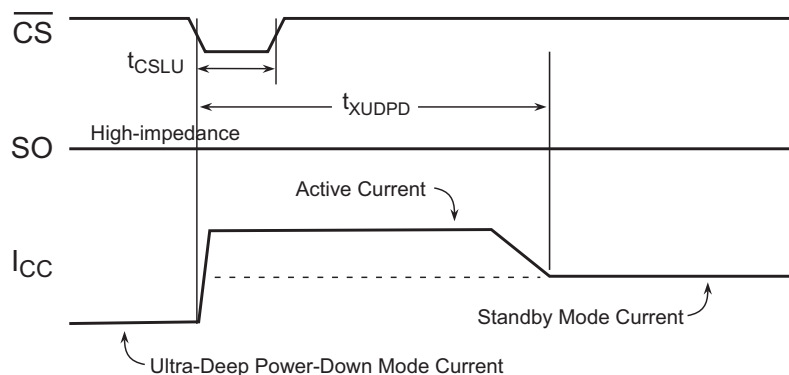 CS
tCSLU
tXUDPD
High-impedance
SO
Active Current
ICC
Standby Mode Current
Ultra-Deep Power-Down Mode Current